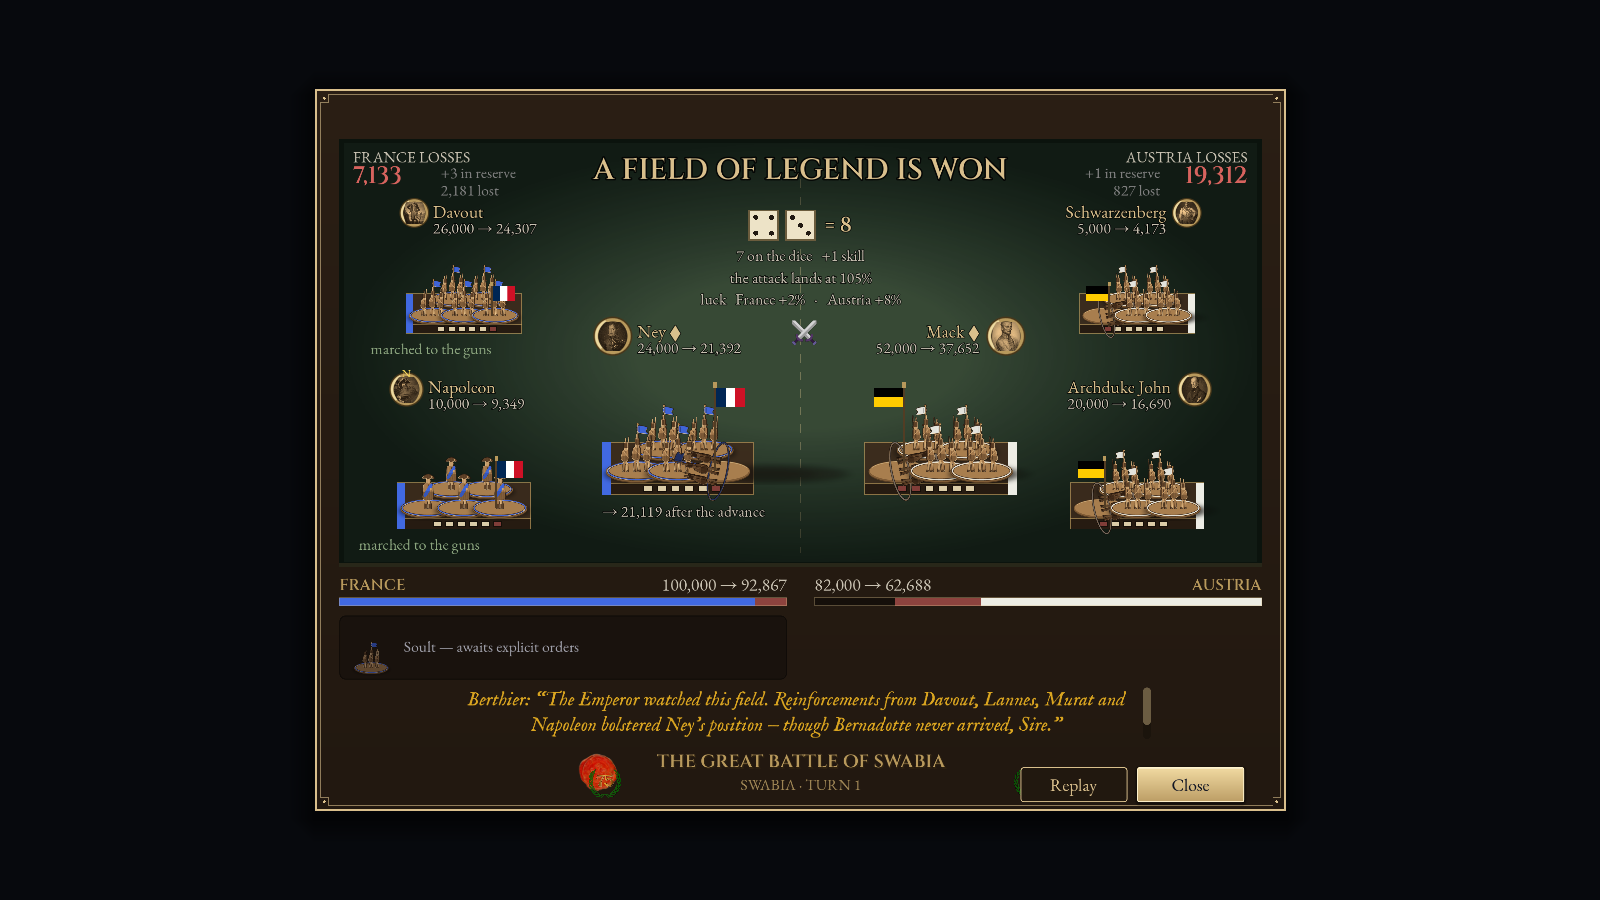 FRANCE LOSSES
7,133
+3 in reserve
2,181 lost
A FIELD OF LEGEND IS WON
AUSTRIA LOSSES
+1 in reserve
19,312
827 lost
Davout
26,000 → 24,307
= 8
7 on the dice +1 skill
the attack lands at 105%
luck France +2% · Austria +8%
Schwarzenberg
5,000 → 4,173
marched to the guns
Ney
24,000 → 21,392
Mack
52,000 → 37,652
N
Napoleon
10,000 → 9,349
Archduke John
20,000 → 16,690
→ 21,119 after the advance
marched to the guns
FRANCE
100,000 → 92,867
82,000 → 62,688
AUSTRIA
Soult — awaits explicit orders
Berthier: “The Emperor watched this field. Reinforcements from Davout, Lannes, Murat and
Napoleon bolstered Ney’s position — though Bernadotte never arrived, Sire.”
THE GREAT BATTLE OF SWABIA
SWABIA · TURN 1
Replay
Close